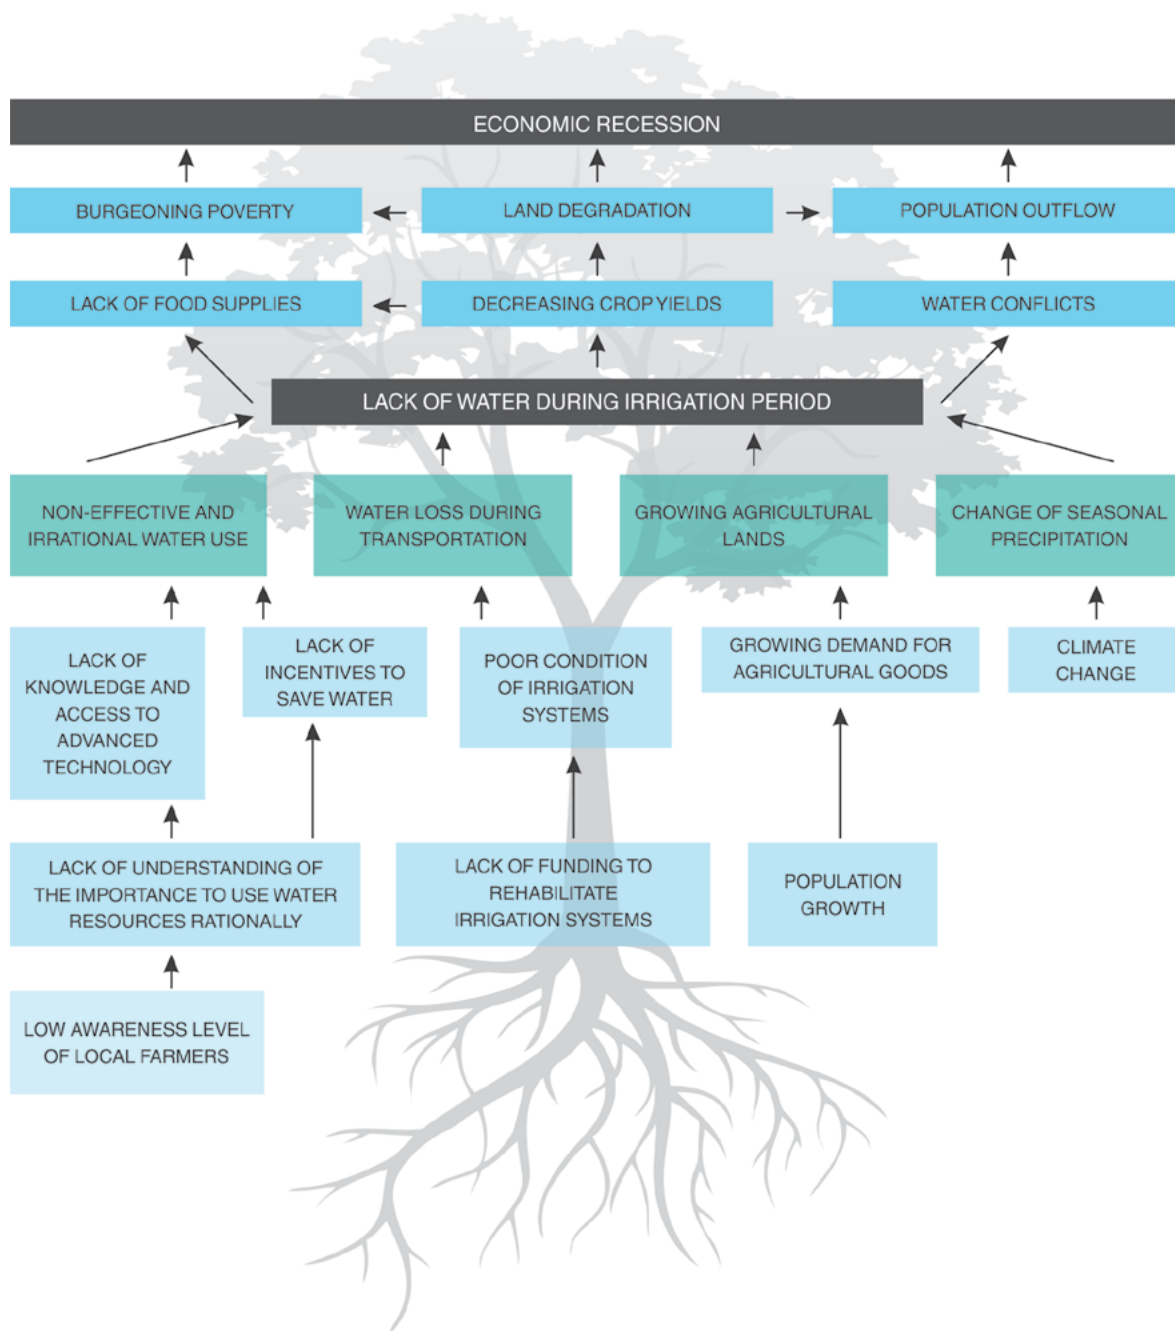 ECONOMIC RECESSION
BURGEONING POVERTY
LAND DEGRADATION
POPULATION OUTFLOW
LACK OF FOOD SUPPLIES
DECREASING CROP YIELDS
WATER CONFLICTS
LACK OF WATER DURING IRRIGATION PERIOD
NON-EFFECTIVE AND
IRRATIONAL WATER USE
WATER LOSS DURING
TRANSPORTATION
GROWING AGRICULTURAL
LANDS
CHANGE OF SEASONAL
PRECIPITATION
LACK OF
KNOWLEDGE AND
ACCESS TO
ADVANCED
TECHNOLOGY
LACK OF
INCENTIVES TO
SAVE WATER
POOR CONDITION
OF IRRIGATION
SYSTEMS
GROWING DEMAND FOR
AGRICULTURAL GOODS
CLIMATE
CHANGE
LACK OF UNDERSTANDING OF
THE IMPORTANCE TO USE WATER
RESOURCES RATIONALLY
LACK OF FUNDING TO
REHABILITATE
IRRIGATION SYSTEMS
POPULATION
GROWTH
LOW AWARENESS LEVEL
OF LOCAL FARMERS